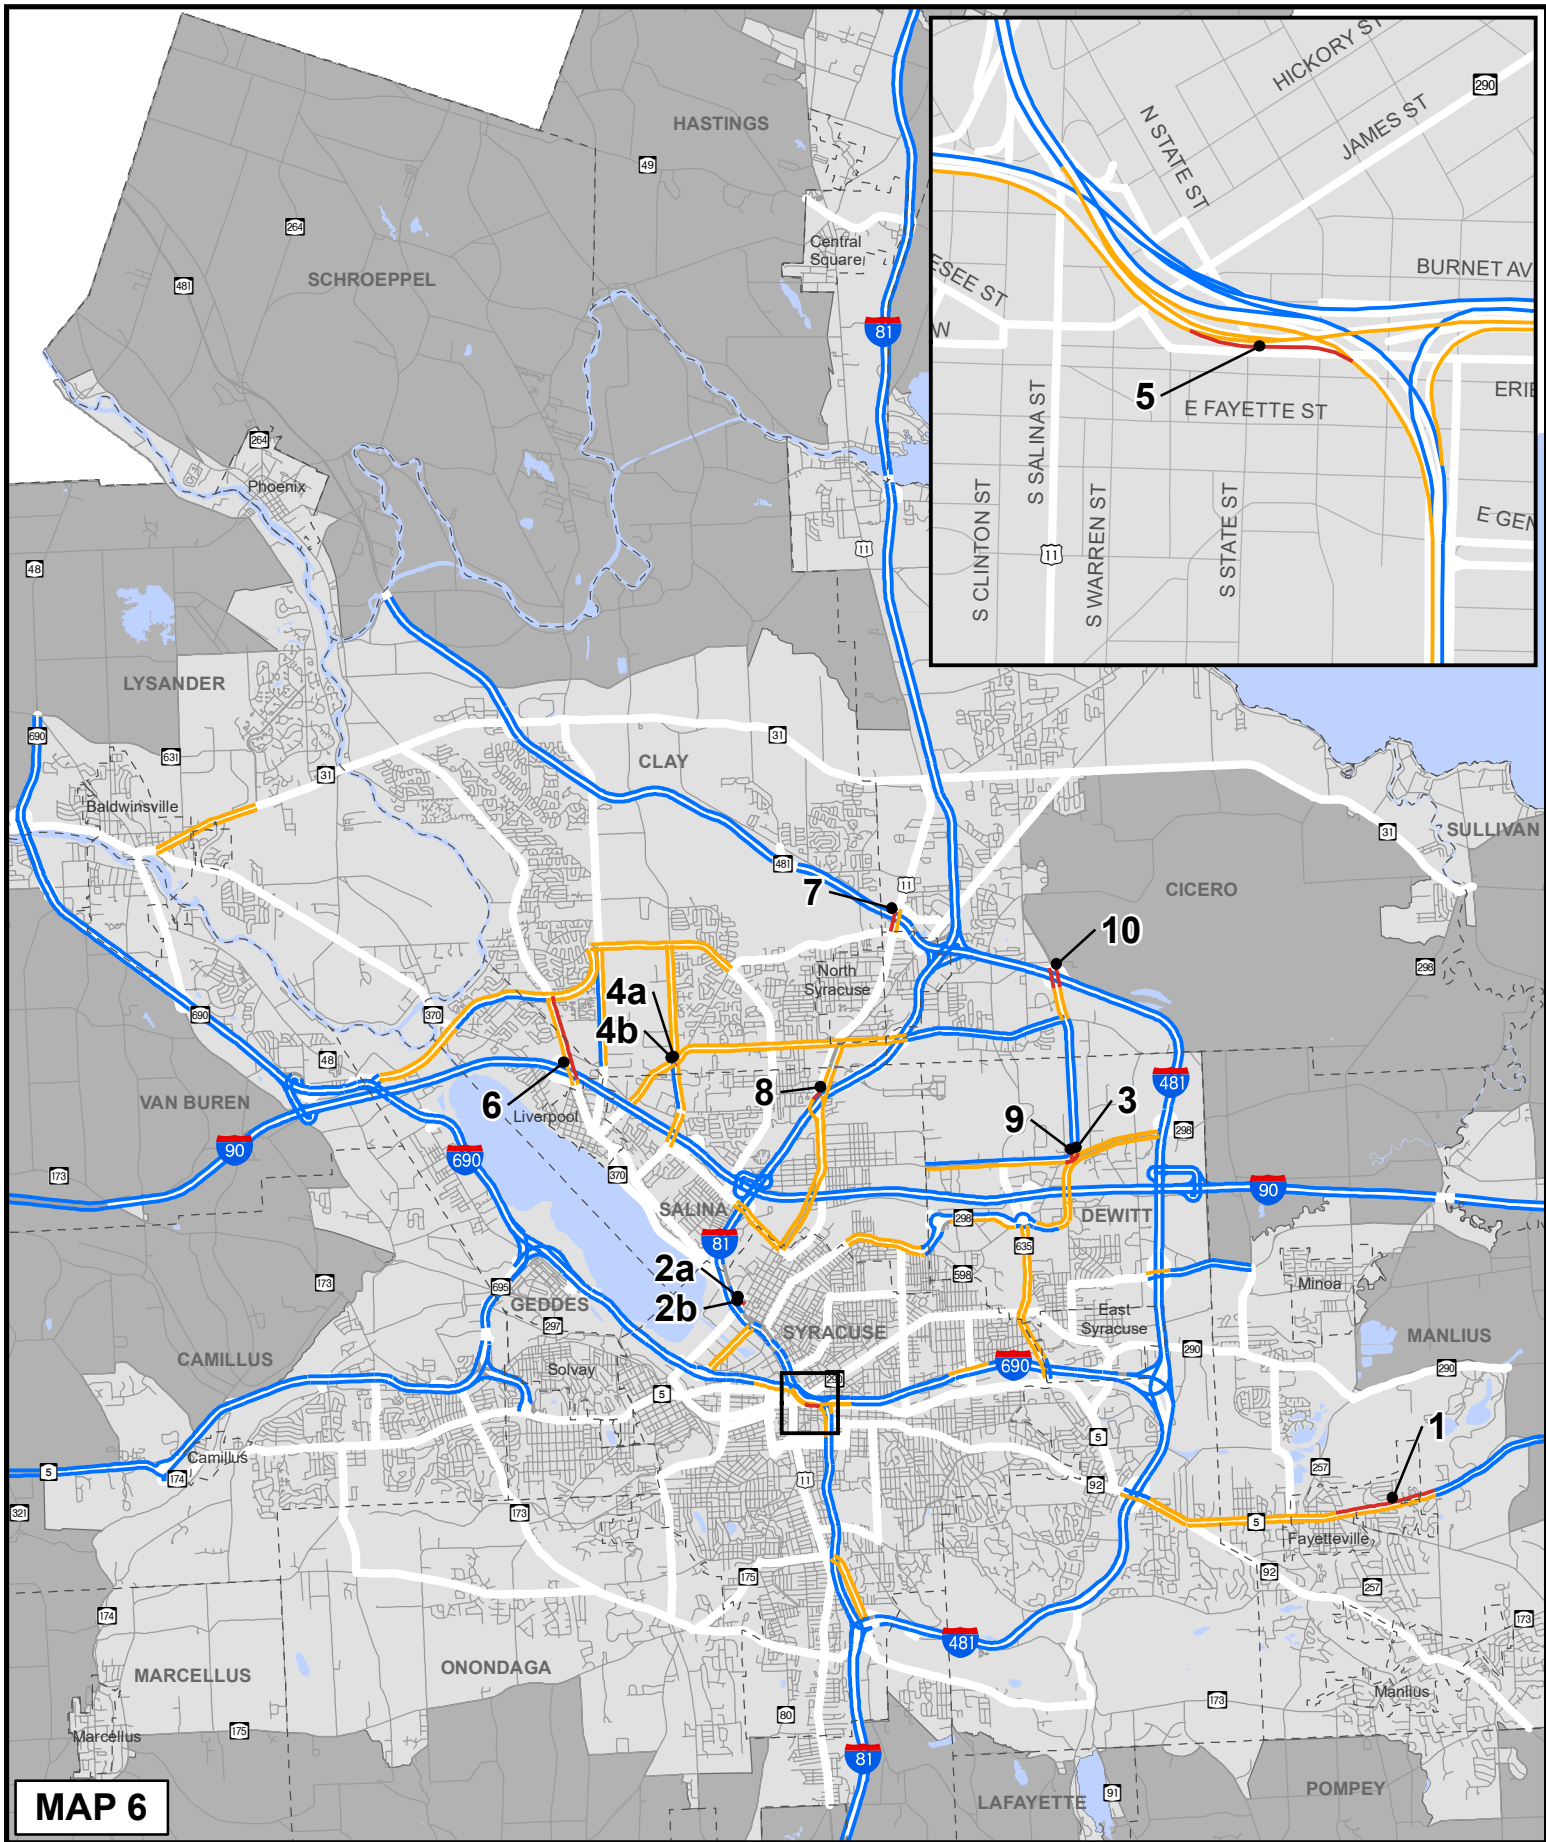 HASTINGS
49
264
SCHROEPPEL
481
Central
Square
81
264
Phoenix
48
11
HICKORY ST
290
JAMES ST
N STATE ST
BURNET AV
ESEE ST
W
5
E FAYETTE ST
ERIE
S SALINA ST
S CLINTON ST
S WARREN ST
S STATE ST
11
E GEN
LYSANDER
690
631
31
31
CLAY
Baldwinsville
481
11
7
31
SULLIVAN
CICERO
10
298
North
Syracuse
4a
4b
690
370
48
6
Liverpool
8
9
3
481
298
VAN BUREN
90
173
690
370
SALINA
81
298
DEWITT
90
635
598
2a
2b
173
695
GEDDES
297
SYRACUSE
East
Syracuse
Minoa
MANLIUS
290
290
CAMILLUS
Solvay
690
5
290
1
Camillus
5
174
5
257
92
11
321
173
5
Fayetteville
92
257
175
174
173
481
MARCELLUS
ONONDAGA
Manlius
173
80
Marcellus
175
81
91
POMPEY
LAFAYETTE
MAP 6